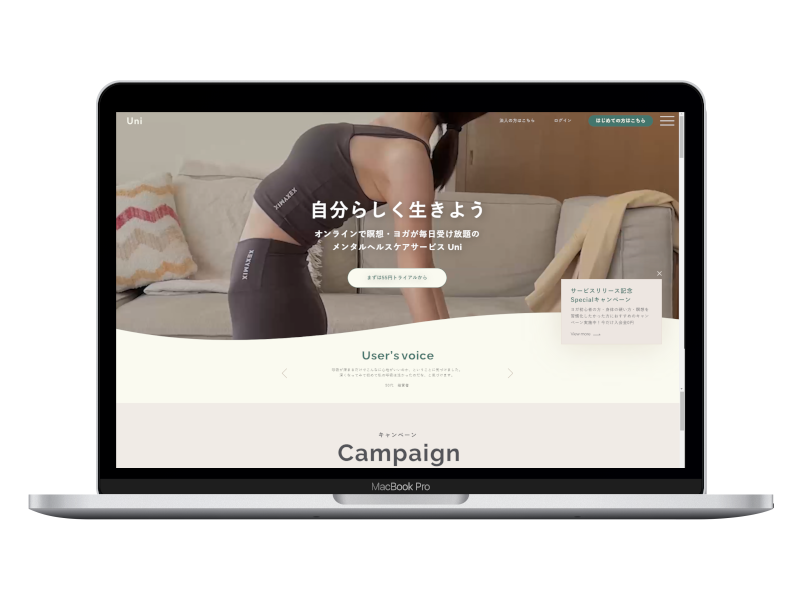 Uni
法人の方はこちら
ログイン
はじめての方はこちら
XEXYMIX
XEXYMIX
自分らしく生きよう
オンラインで瞑想・ヨガが毎日受け放題の
メンタルヘルスケアサービス Uni
まずは50円トライアルから
サービスリリース記念
Specialキャンペーン
User's voice
キャンペーン
Campaign
MacBook Pro